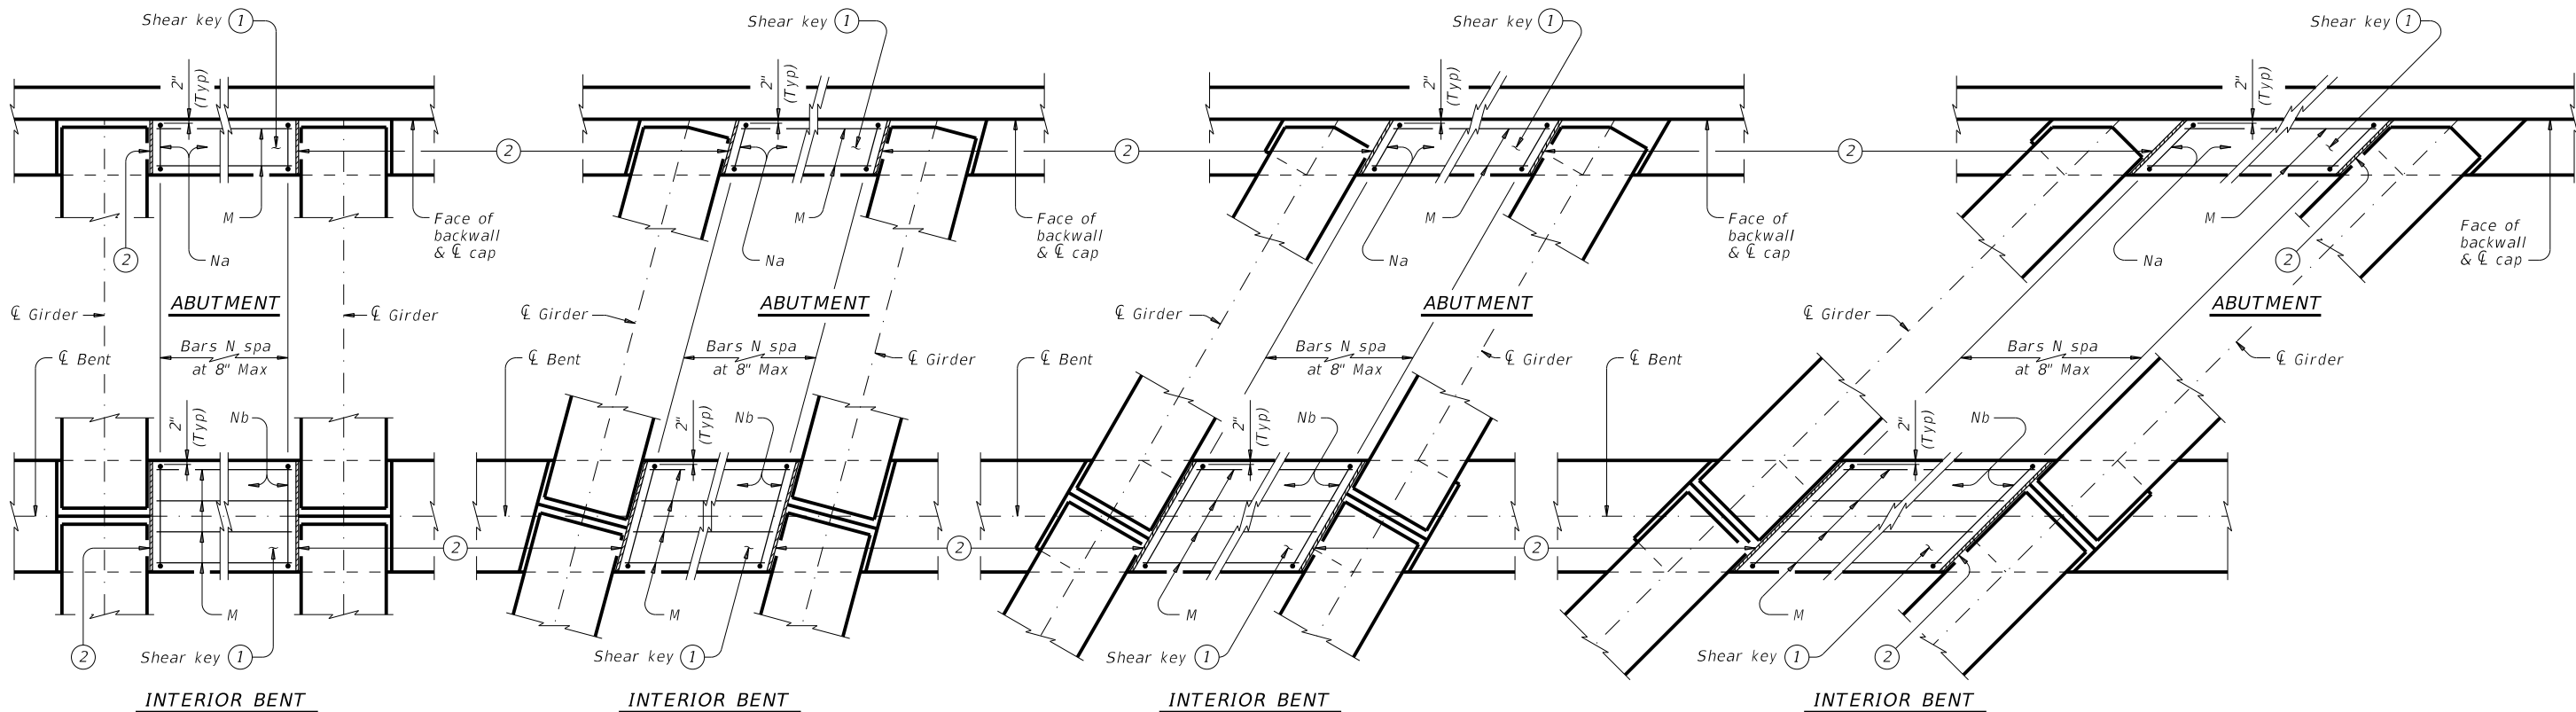 Shear key 1
Shear key 1
Shear key 1
Shear key 1
2" (Typ)
2" (Typ)
2" (Typ)
2" (Typ)
2
2
2
M
M
M
M
Na
Na
Na
Na
2
2
Face of
backwall
& ℄ cap
Face of
backwall
& ℄ cap
Face of
backwall
& ℄ cap
Face of
backwall
& ℄ cap
ABUTMENT
ABUTMENT
ABUTMENT
ABUTMENT
℄ Girder
℄ Girder
℄ Girder
℄ Girder
℄ Girder
℄ Bent
Bars N spa
at 8" Max
℄ Bent
Bars N spa
at 8" Max
℄ Girder
℄ Bent
Bars N spa
at 8" Max
℄ Girder
℄ Bent
Bars N spa
at 8" Max
℄ Girder
2" (Typ)
Nb
2" (Typ)
Nb
2" (Typ)
Nb
2" (Typ)
Nb
2
2
2
M
M
M
M
2
Shear key 1
Shear key 1
Shear key 1
Shear key 1
2
INTERIOR BENT
INTERIOR BENT
INTERIOR BENT
INTERIOR BENT